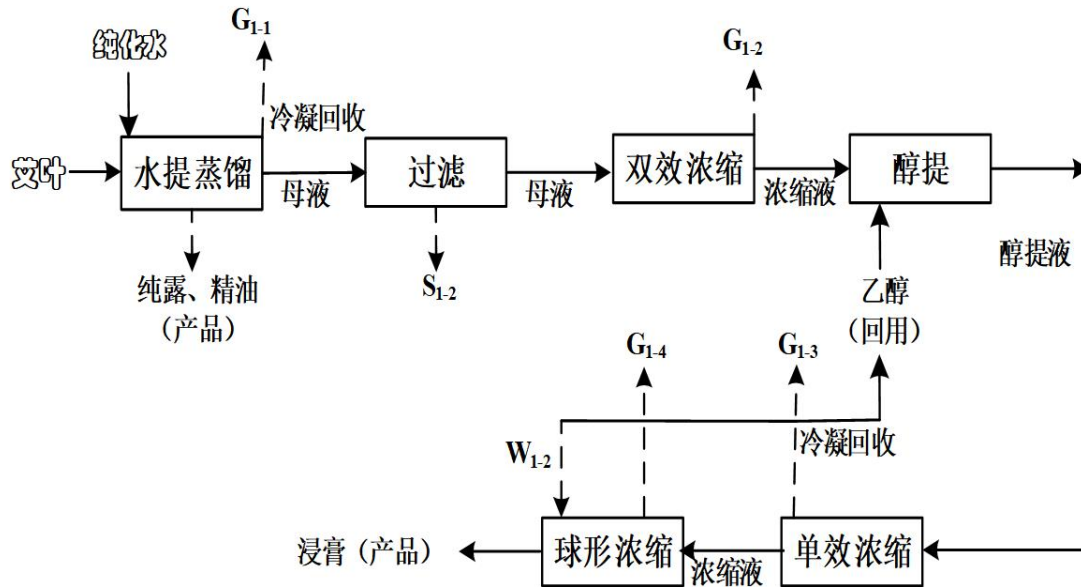 G1-1
G1-2
纯化水
冷凝回收
艾叶
水提蒸馏
母液
过滤
母液
双效浓缩
浓缩液
醇提
醇提液
纯露、精油
（产品）
S1-2
乙醇
（回用）
G1-4
G1-3
W1-2
冷凝回收
浸膏（产品）
球形浓缩
浓缩液
单效浓缩